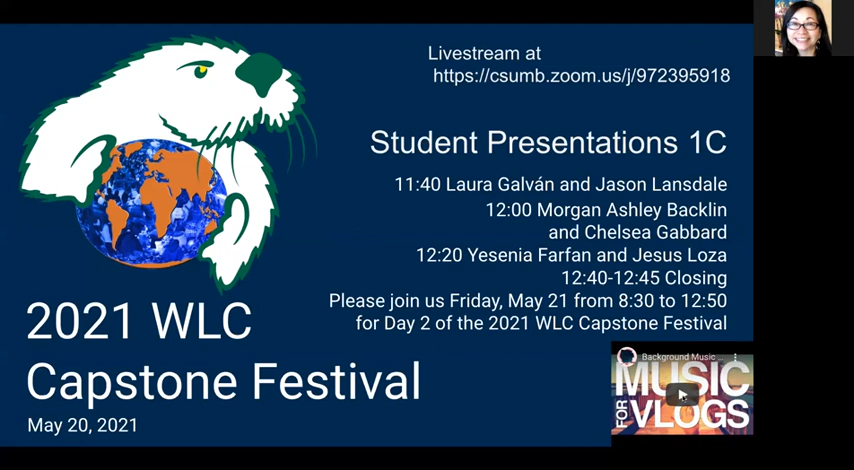 Livestream at
https://csumb.zoom.us/j/972395918
Student Presentations 1C
11:40 Laura Galván and Jason Lansdale
12:00 Morgan Ashley Backlin
and Chelsea Gabbard
12:20 Yesenia Farfan and Jesus Loza
12:40-12:45 Closing
Please join us Friday, May 21 from 8:30 to 12:50
for Day 2 of the 2021 WLC Capstone Festival
2021 WLC
Capstone Festival
May 20, 2021
Background Music ...
MUSIC
FOR VLOGS